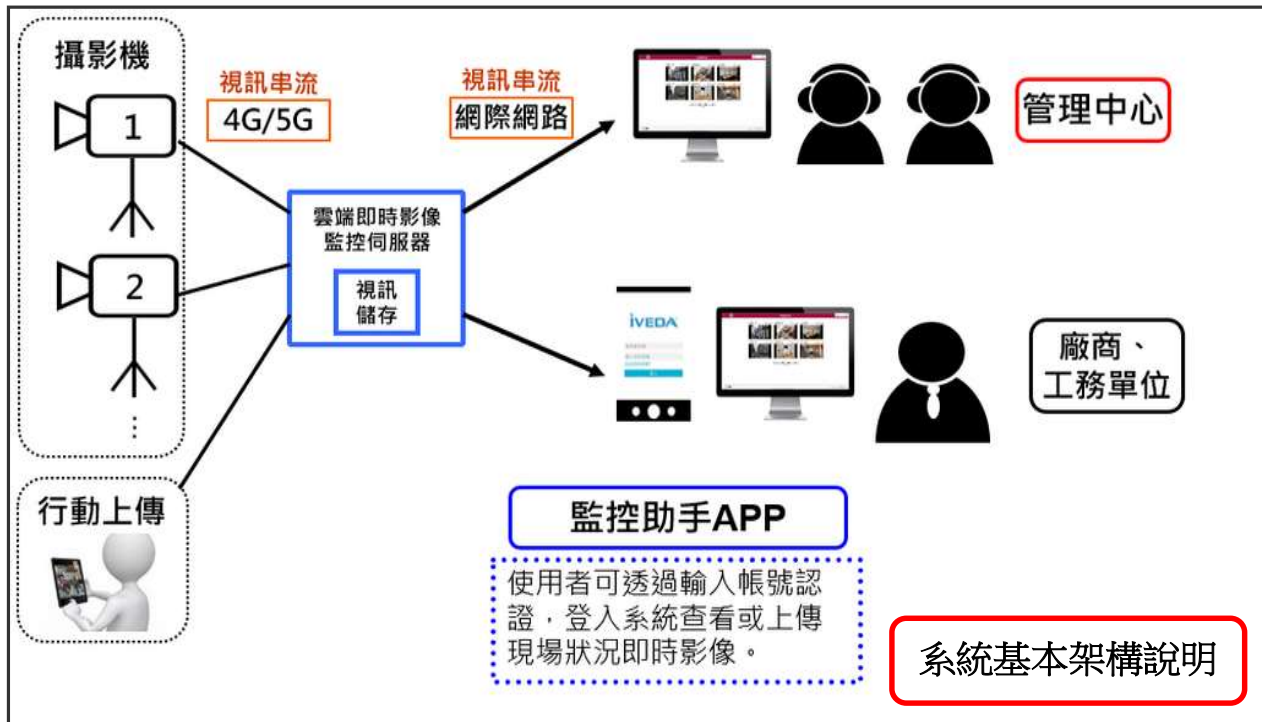 攝影機
1
2
⋮
行動上傳
視訊串流
4G/5G
視訊串流
網際網路
雲端即時影像
監控伺服器
視訊
儲存
管理中心
iVEDA
廠商、
工務單位
監控助手APP
使用者可透過輸入帳號認
證，登入系統查看或上傳
現場狀況即時影像。
系統基本架構說明